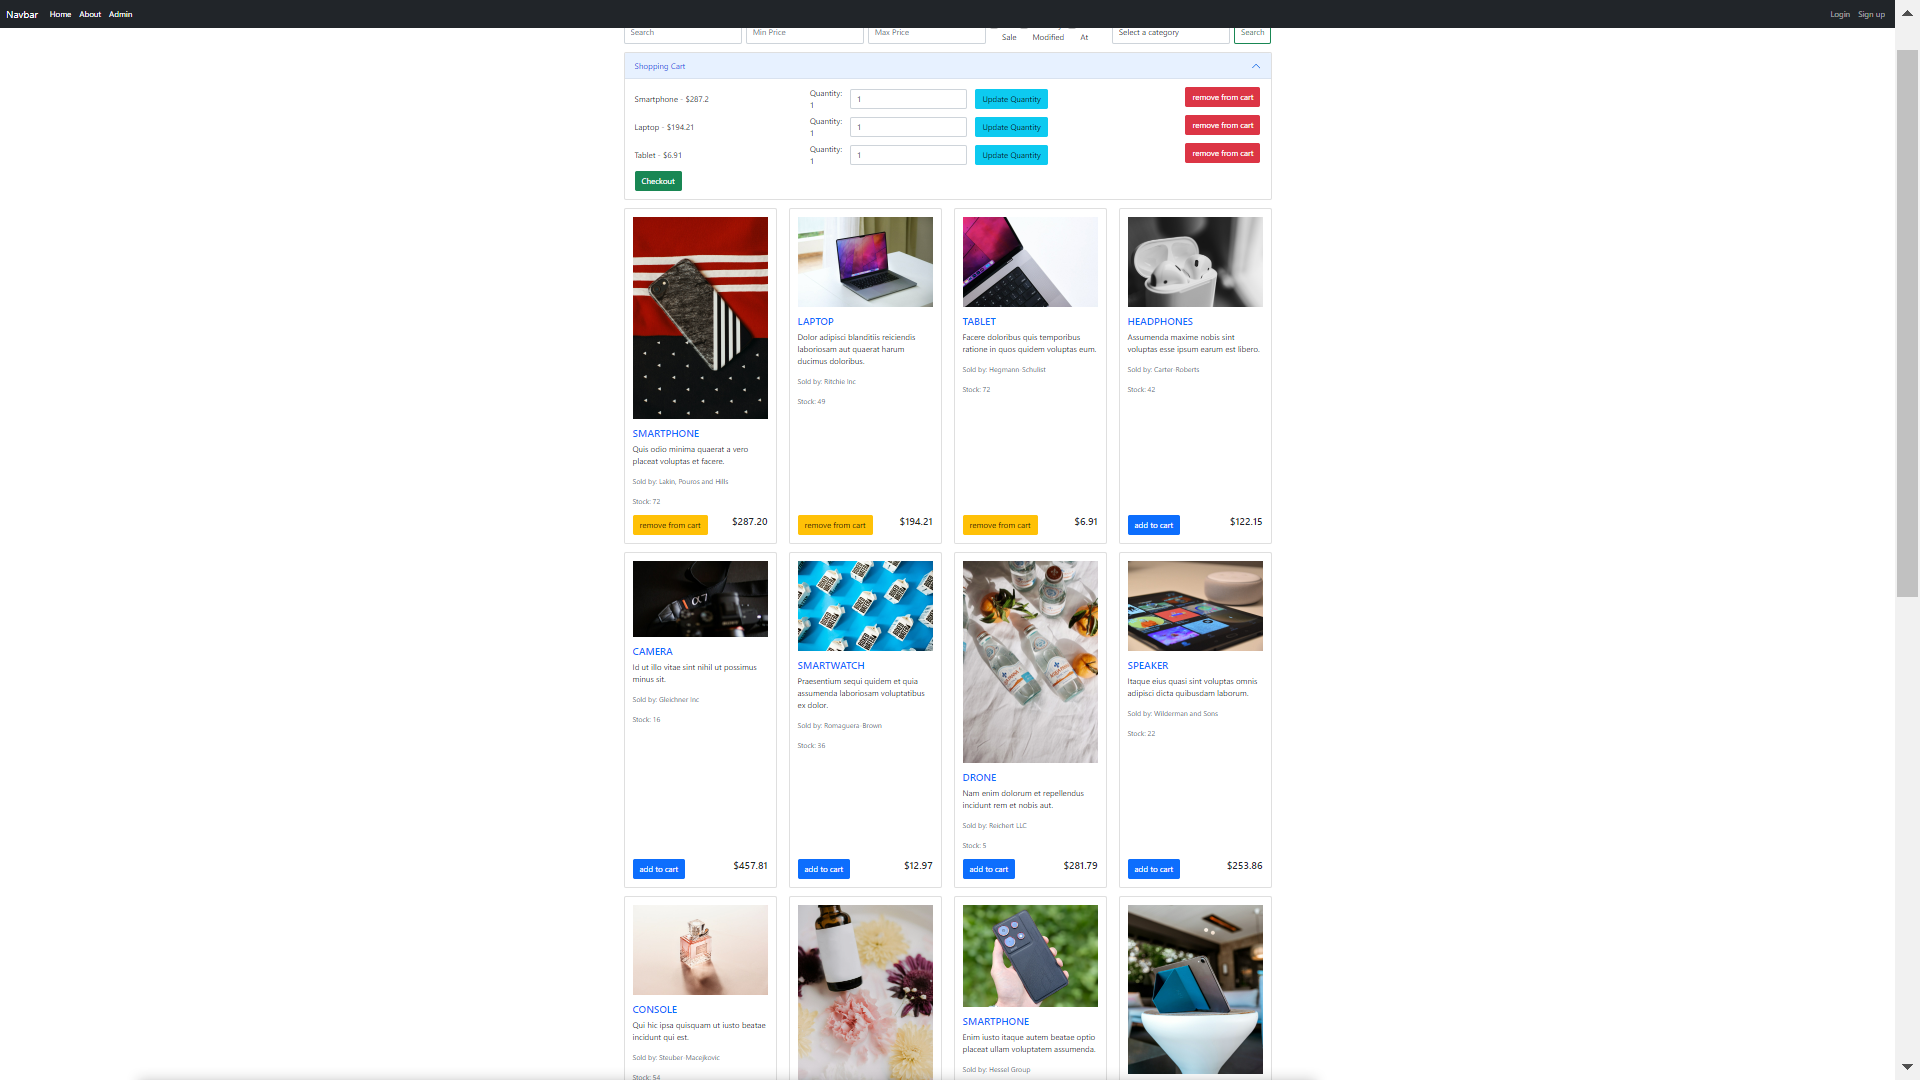 Navbar Home About Admin Login Sign up
Search Min Price Max Price Sale Modified At Select a category Search
Shopping Cart
Smartphone - $287.2 Quantity: 1 1 Update Quantity remove from cart
Laptop - $194.21 Quantity: 1 1 Update Quantity remove from cart
Tablet - $6.91 Quantity: 1 1 Update Quantity remove from cart
Checkout
SMARTPHONE
Quis odio minima quaerat a vero
placeat voluptas et facere.
Sold by: Lakin, Pouros and Hills
Stock: 72
remove from cart $287.20
LAPTOP
Dolor adipisci blanditiis reiciendis
laboriosam aut quaerat harum
ducimus doloribus.
Sold by: Ritchie Inc
Stock: 49
remove from cart $194.21
TABLET
Facere doloribus quis temporibus
ratione in quos quidem voluptas eum.
Sold by: Hegmann-Schulist
Stock: 72
remove from cart $6.91
HEADPHONES
Assumenda maxime nobis sint
voluptas esse ipsum earum est libero.
Sold by: Carter-Roberts
Stock: 42
add to cart $122.15
α7
CAMERA
Id ut illo vitae sint nihil ut possimus
minus sit.
Sold by: Gleichner Inc
Stock: 16
add to cart $457.81
SMARTWATCH
Praesentium sequi quidem et quia
assumenda laboriosam voluptatibus
ex dolor.
Sold by: Romaguera-Brown
Stock: 36
add to cart $12.97
DRONE
Nam enim dolorum et repellendus
incidunt rem et nobis aut.
Sold by: Reichert LLC
Stock: 5
add to cart $281.79
SPEAKER
Itaque eius quasi sint voluptas omnis
adipisci dicta quibusdam laborum.
Sold by: Wilderman and Sons
Stock: 22
add to cart $253.86
CONSOLE
Qui hic ipsa quisquam ut iusto beatae
incidunt qui est.
Sold by: Steuber-Macejkovic
Stock: 54
SMARTPHONE
Enim iusto itaque autem beatae optio
placeat ullam voluptatem assumenda.
Sold by: Hessel Group